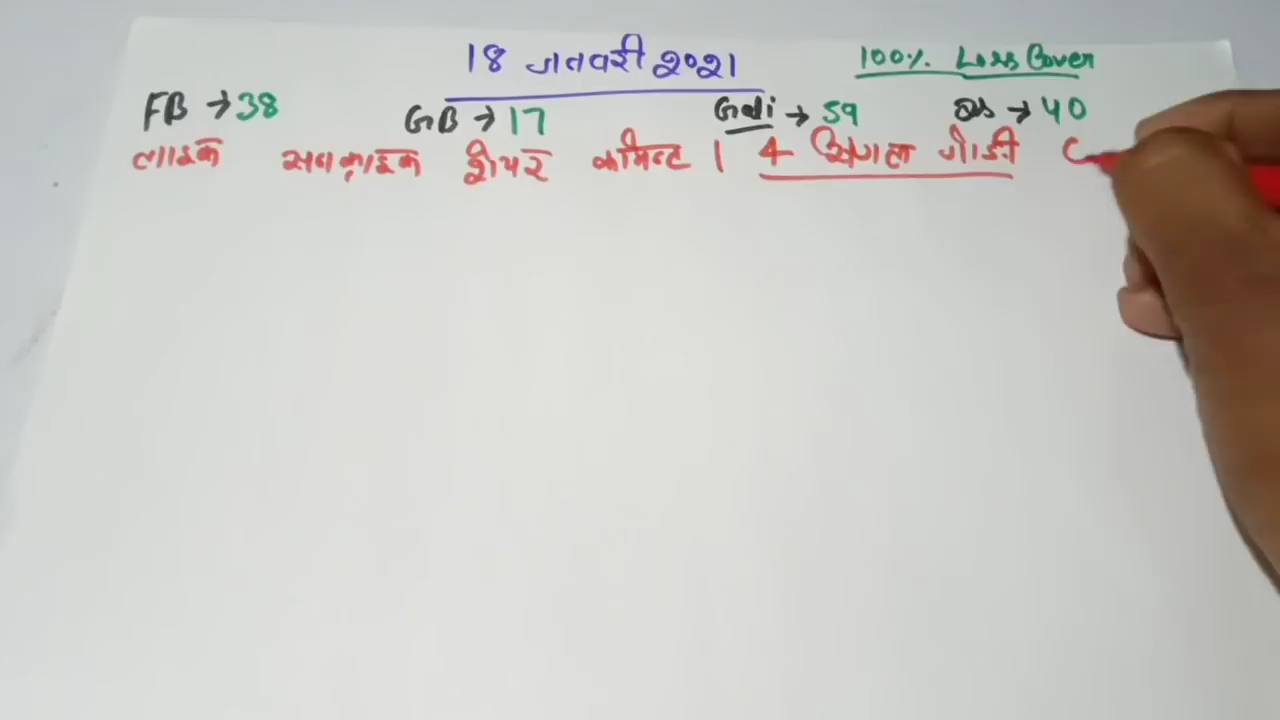 18 जनवरी 2021
100% Loss Cover
FB → 38 GB → 17 Gali → 59 DS → 40
लाइक सबक्राइब शेयर कमेन्ट । 4 सिंगल जोडी